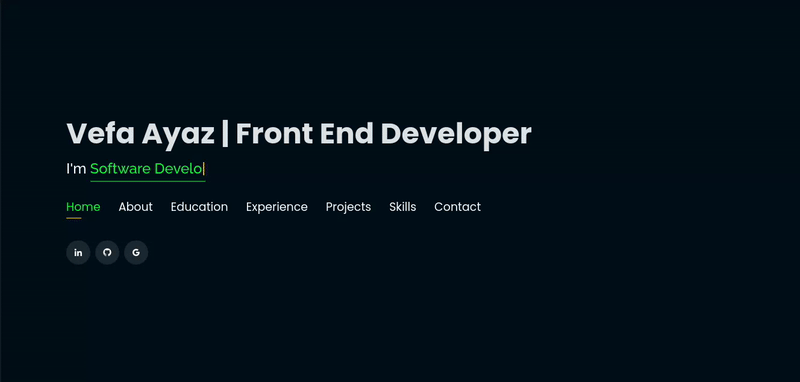 Vefa Ayaz | Front End Developer
I'm Software Develo|
Home About Education Experience Projects Skills Contact
in G